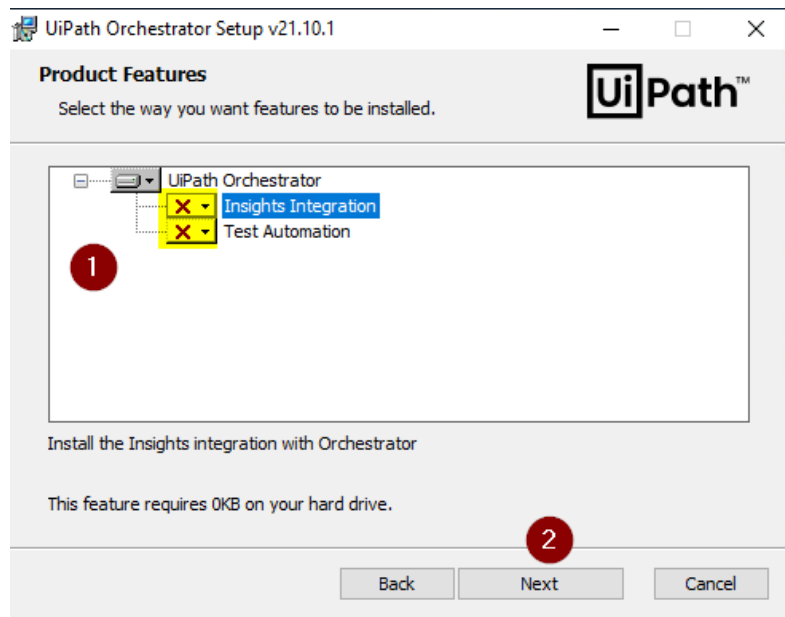 UiPath Orchestrator Setup v21.10.1
Product Features
Select the way you want features to be installed.
UiPath™
UiPath Orchestrator
Insights Integration
Test Automation
1
Install the Insights integration with Orchestrator
This feature requires 0KB on your hard drive.
2
Back Next Cancel